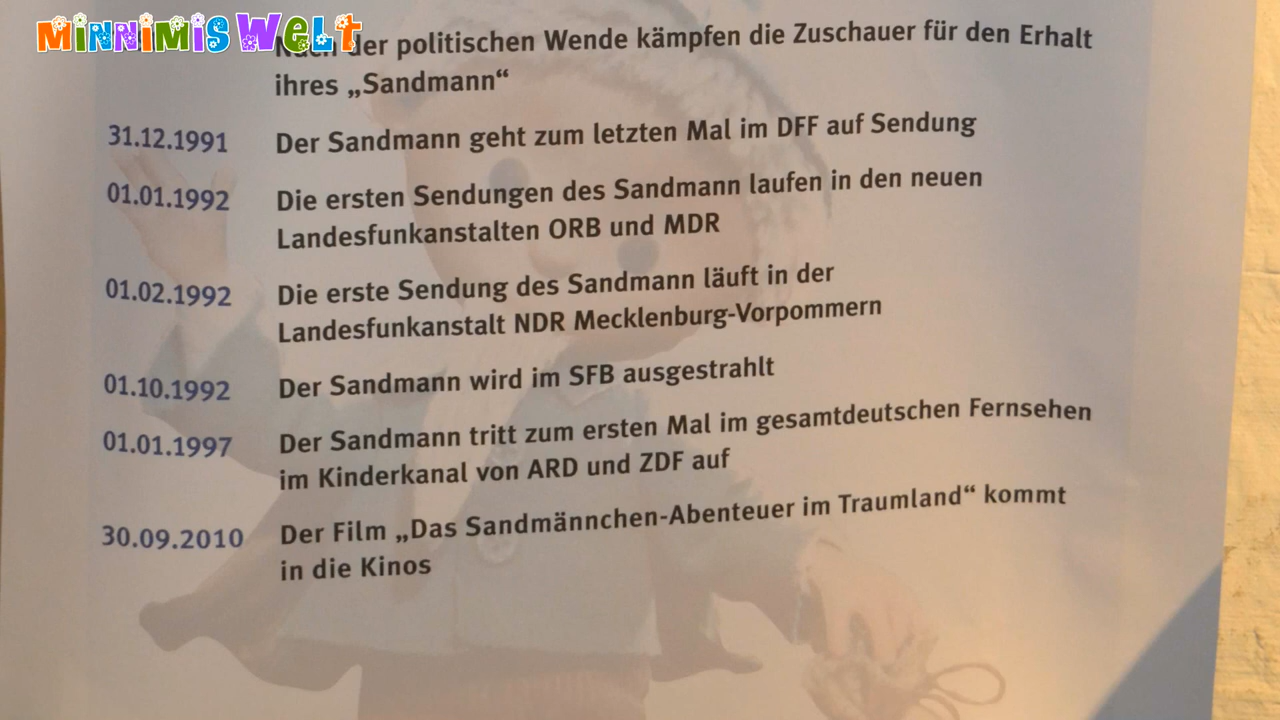 MiNNiMiS WeLt
Nach der politischen Wende kämpfen die Zuschauer für den Erhalt
ihres „Sandmann“
31.12.1991 Der Sandmann geht zum letzten Mal im DFF auf Sendung
01.01.1992 Die ersten Sendungen des Sandmann laufen in den neuen
Landesfunkanstalten ORB und MDR
01.02.1992 Die erste Sendung des Sandmann läuft in der
Landesfunkanstalt NDR Mecklenburg-Vorpommern
01.10.1992 Der Sandmann wird im SFB ausgestrahlt
01.01.1997 Der Sandmann tritt zum ersten Mal im gesamtdeutschen Fernsehen
im Kinderkanal von ARD und ZDF auf
30.09.2010 Der Film „Das Sandmännchen-Abenteuer im Traumland“ kommt
in die Kinos